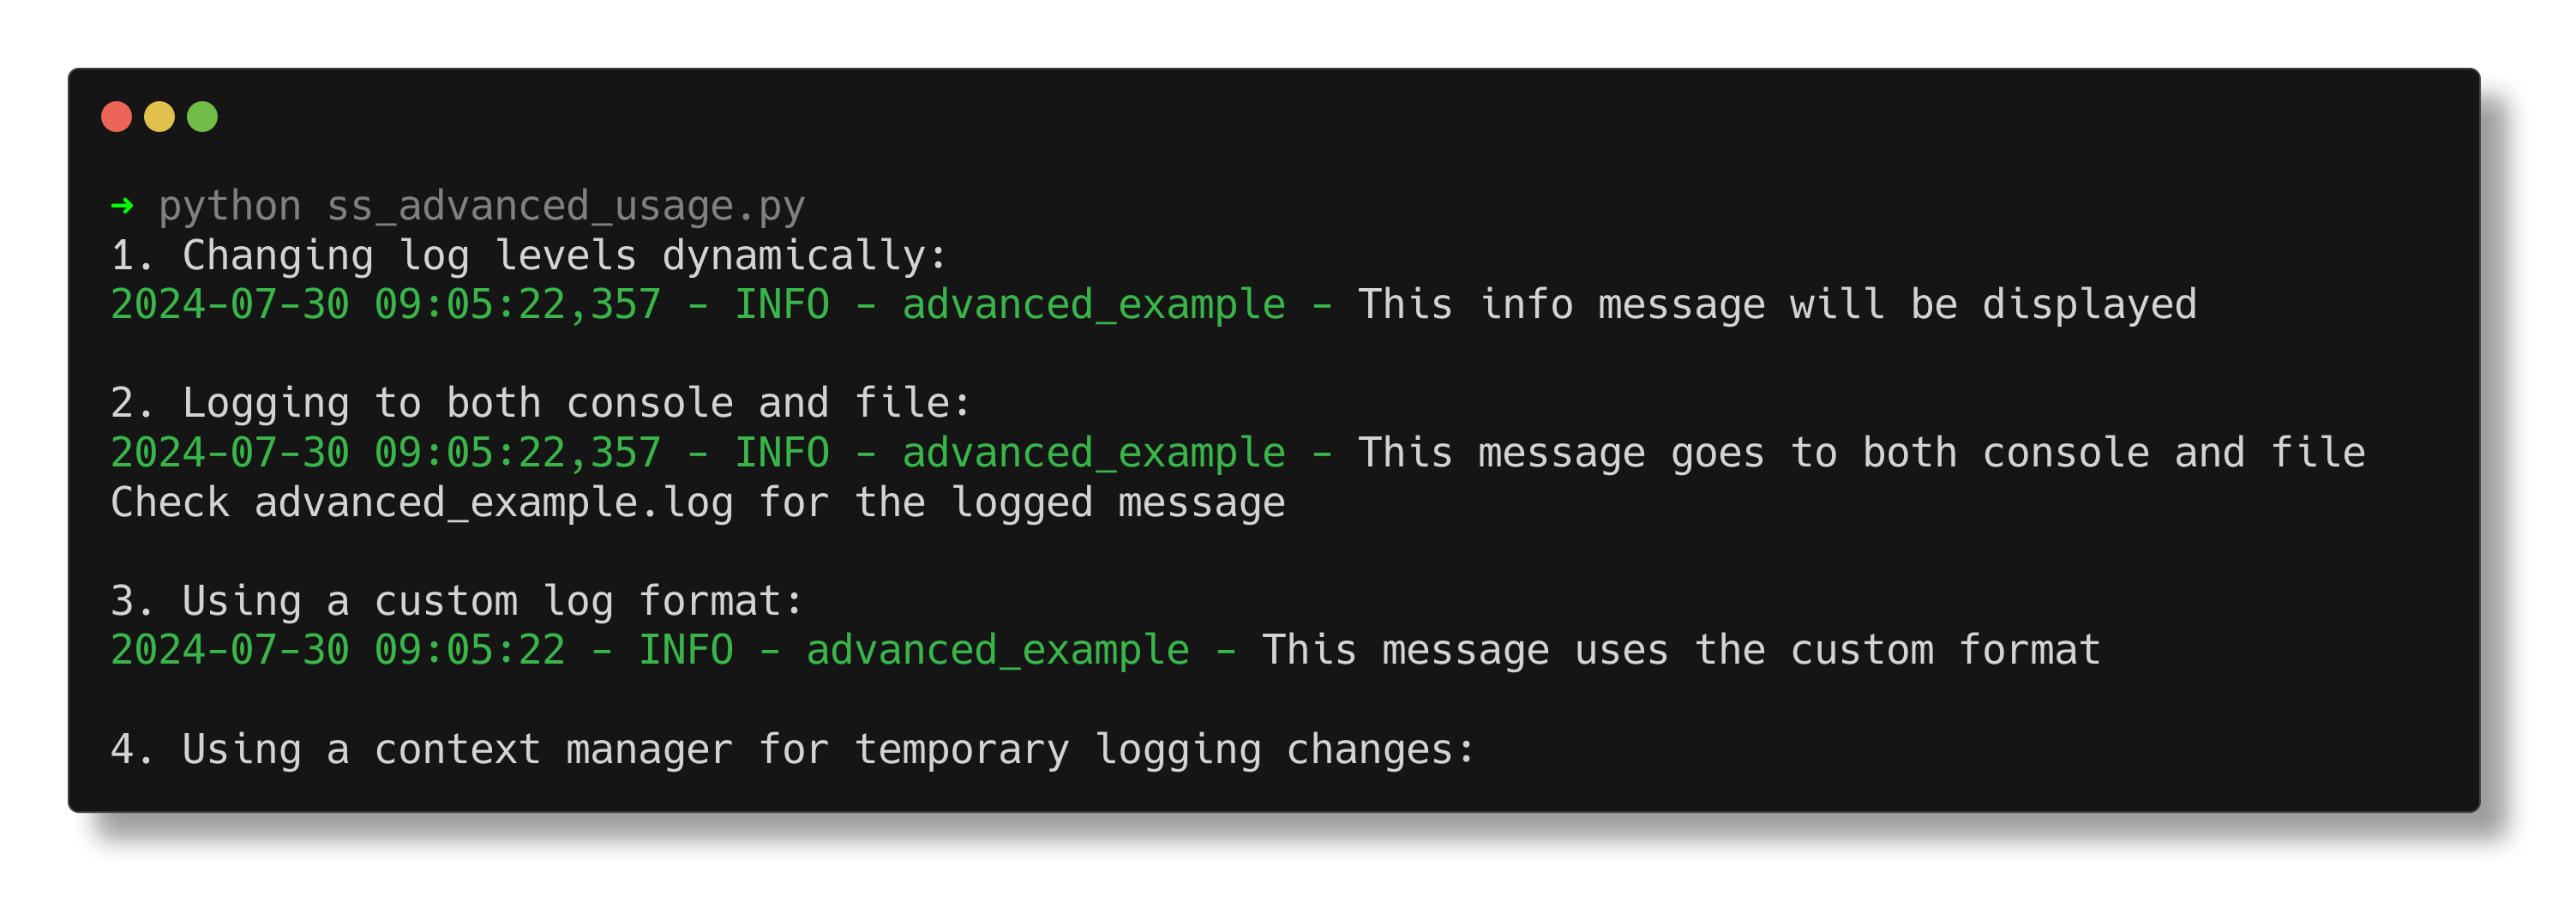 ➜ python ss_advanced_usage.py
1. Changing log levels dynamically:
2024-07-30 09:05:22,357 - INFO - advanced_example - This info message will be displayed
2. Logging to both console and file:
2024-07-30 09:05:22,357 - INFO - advanced_example - This message goes to both console and file
Check advanced_example.log for the logged message
3. Using a custom log format:
2024-07-30 09:05:22 - INFO - advanced_example - This message uses the custom format
4. Using a context manager for temporary logging changes: